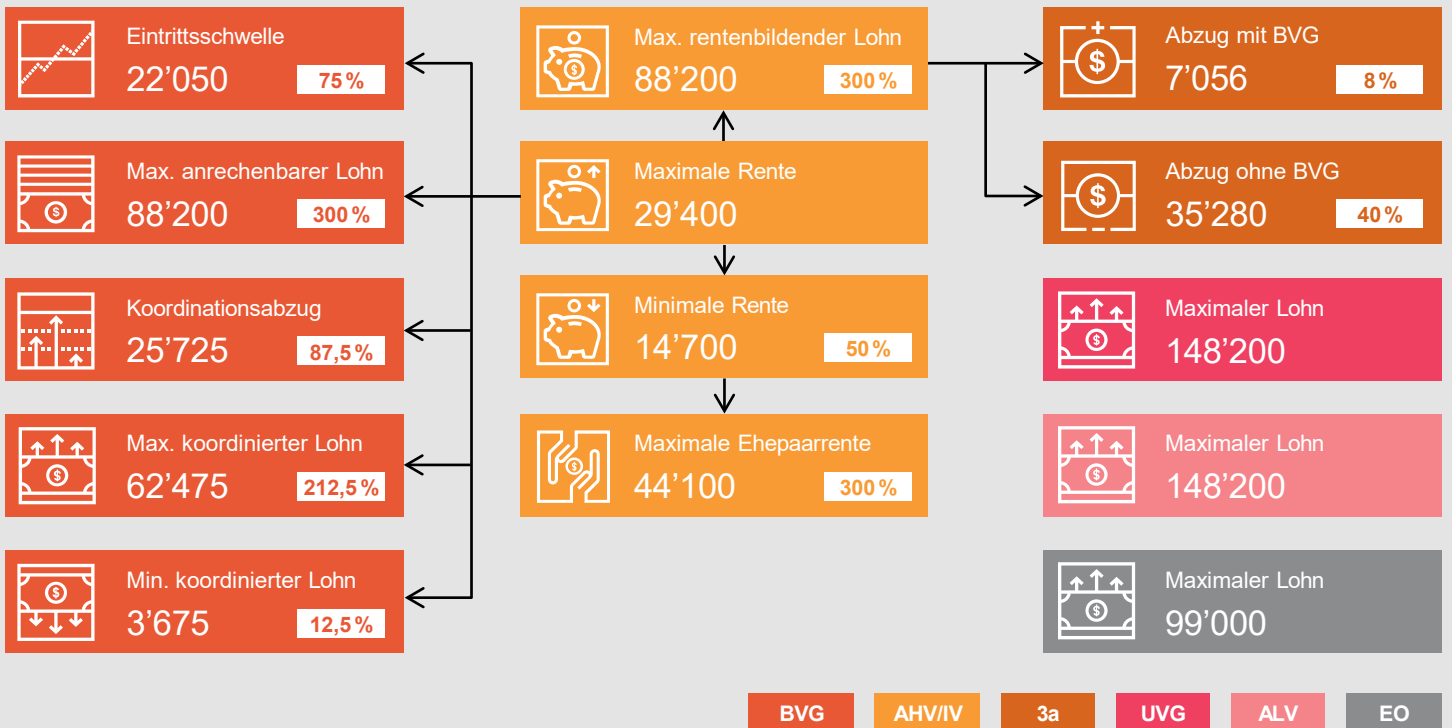 Eintrittsschwelle
22’050
75 %
Max. anrechenbarer Lohn
88’200
300 %
Koordinationsabzug
25’725
87,5 %
Max. koordinierter Lohn
62’475
212,5 %
Min. koordinierter Lohn
3’675
12,5 %
Max. rentenbildender Lohn
88’200
300 %
Maximale Rente
29’400
Minimale Rente
14’700
50 %
Maximale Ehepaarrente
44’100
300 %
Abzug mit BVG
7’056
8 %
Abzug ohne BVG
35’280
40 %
Maximaler Lohn
148’200
Maximaler Lohn
148’200
Maximaler Lohn
99’000
BVG
AHV/IV
3a
UVG
ALV
EO